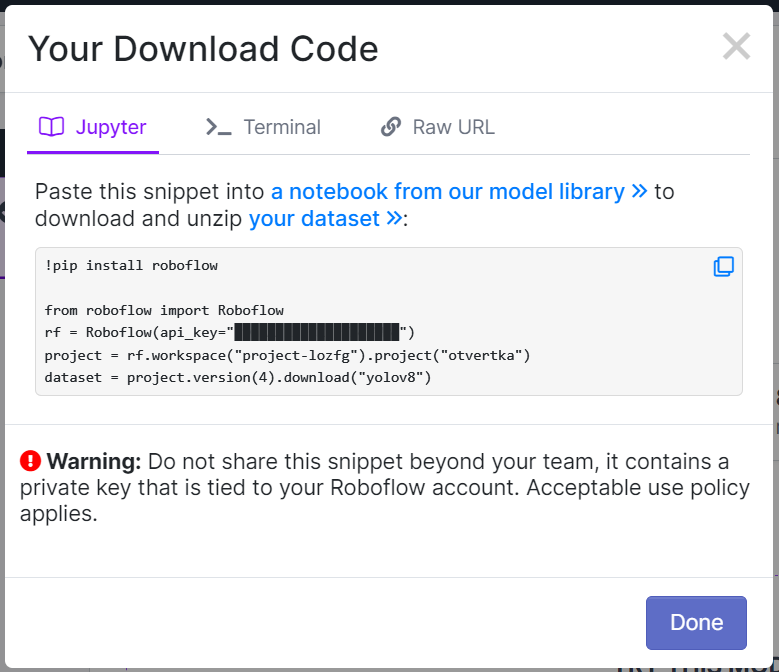 Your Download Code
Jupyter
Terminal
Raw URL
Paste this snippet into a notebook from our model library » to
download and unzip your dataset »:
!pip install roboflow
from roboflow import Roboflow
rf = Roboflow(api_key="████████████████████")
project = rf.workspace("project-lozfg").project("otvertka")
dataset = project.version(4).download("yolov8")
Warning: Do not share this snippet beyond your team, it contains a
private key that is tied to your Roboflow account. Acceptable use policy
applies.
Done